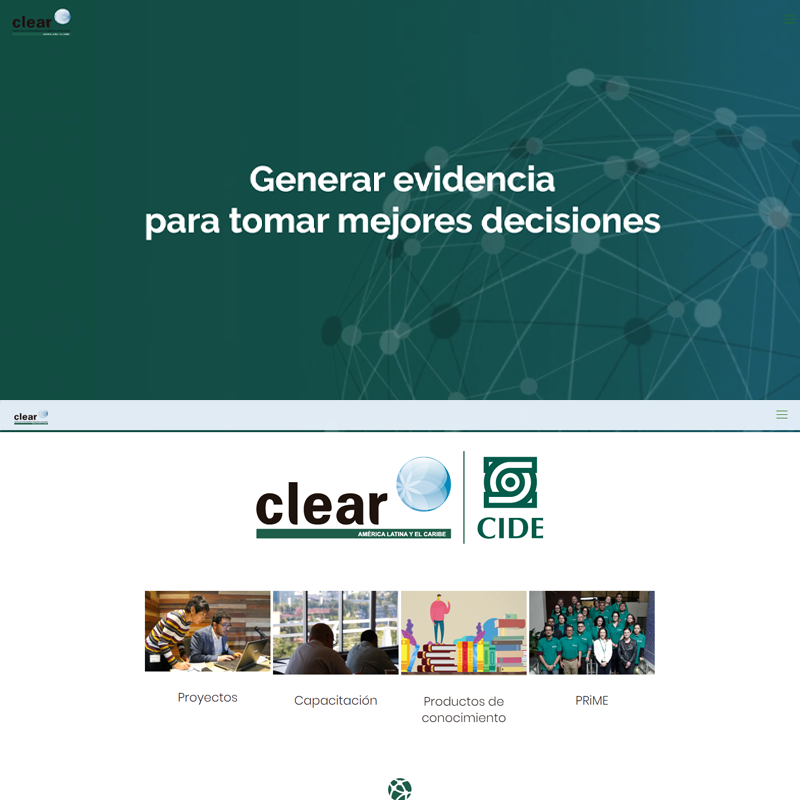 clear
Generar evidencia
para tomar mejores decisiones
clear
clear
AMÉRICA LATINA Y EL CARIBE
CIDE
Proyectos
Capacitación
Productos de
conocimiento
PRiME